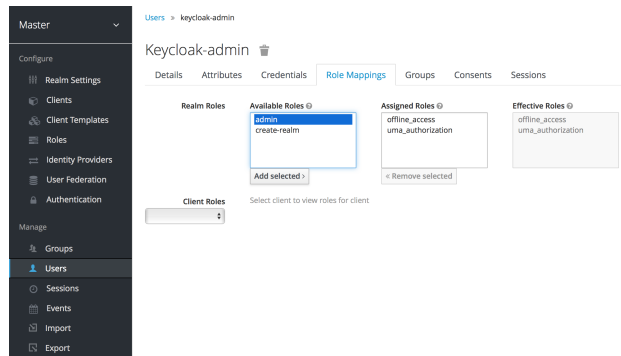 Master
Configure
Realm Settings
Clients
Client Templates
Roles
Identity Providers
User Federation
Authentication
Manage
Groups
Users
Sessions
Events
Import
Export
Users » keycloak-admin
Keycloak-admin
Details Attributes Credentials Role Mappings Groups Consents Sessions
Realm Roles
Available Roles
admin
create-realm
Add selected >
Assigned Roles
offline_access
uma_authorization
« Remove selected
Effective Roles
offline_access
uma_authorization
Client Roles
Select client to view roles for client